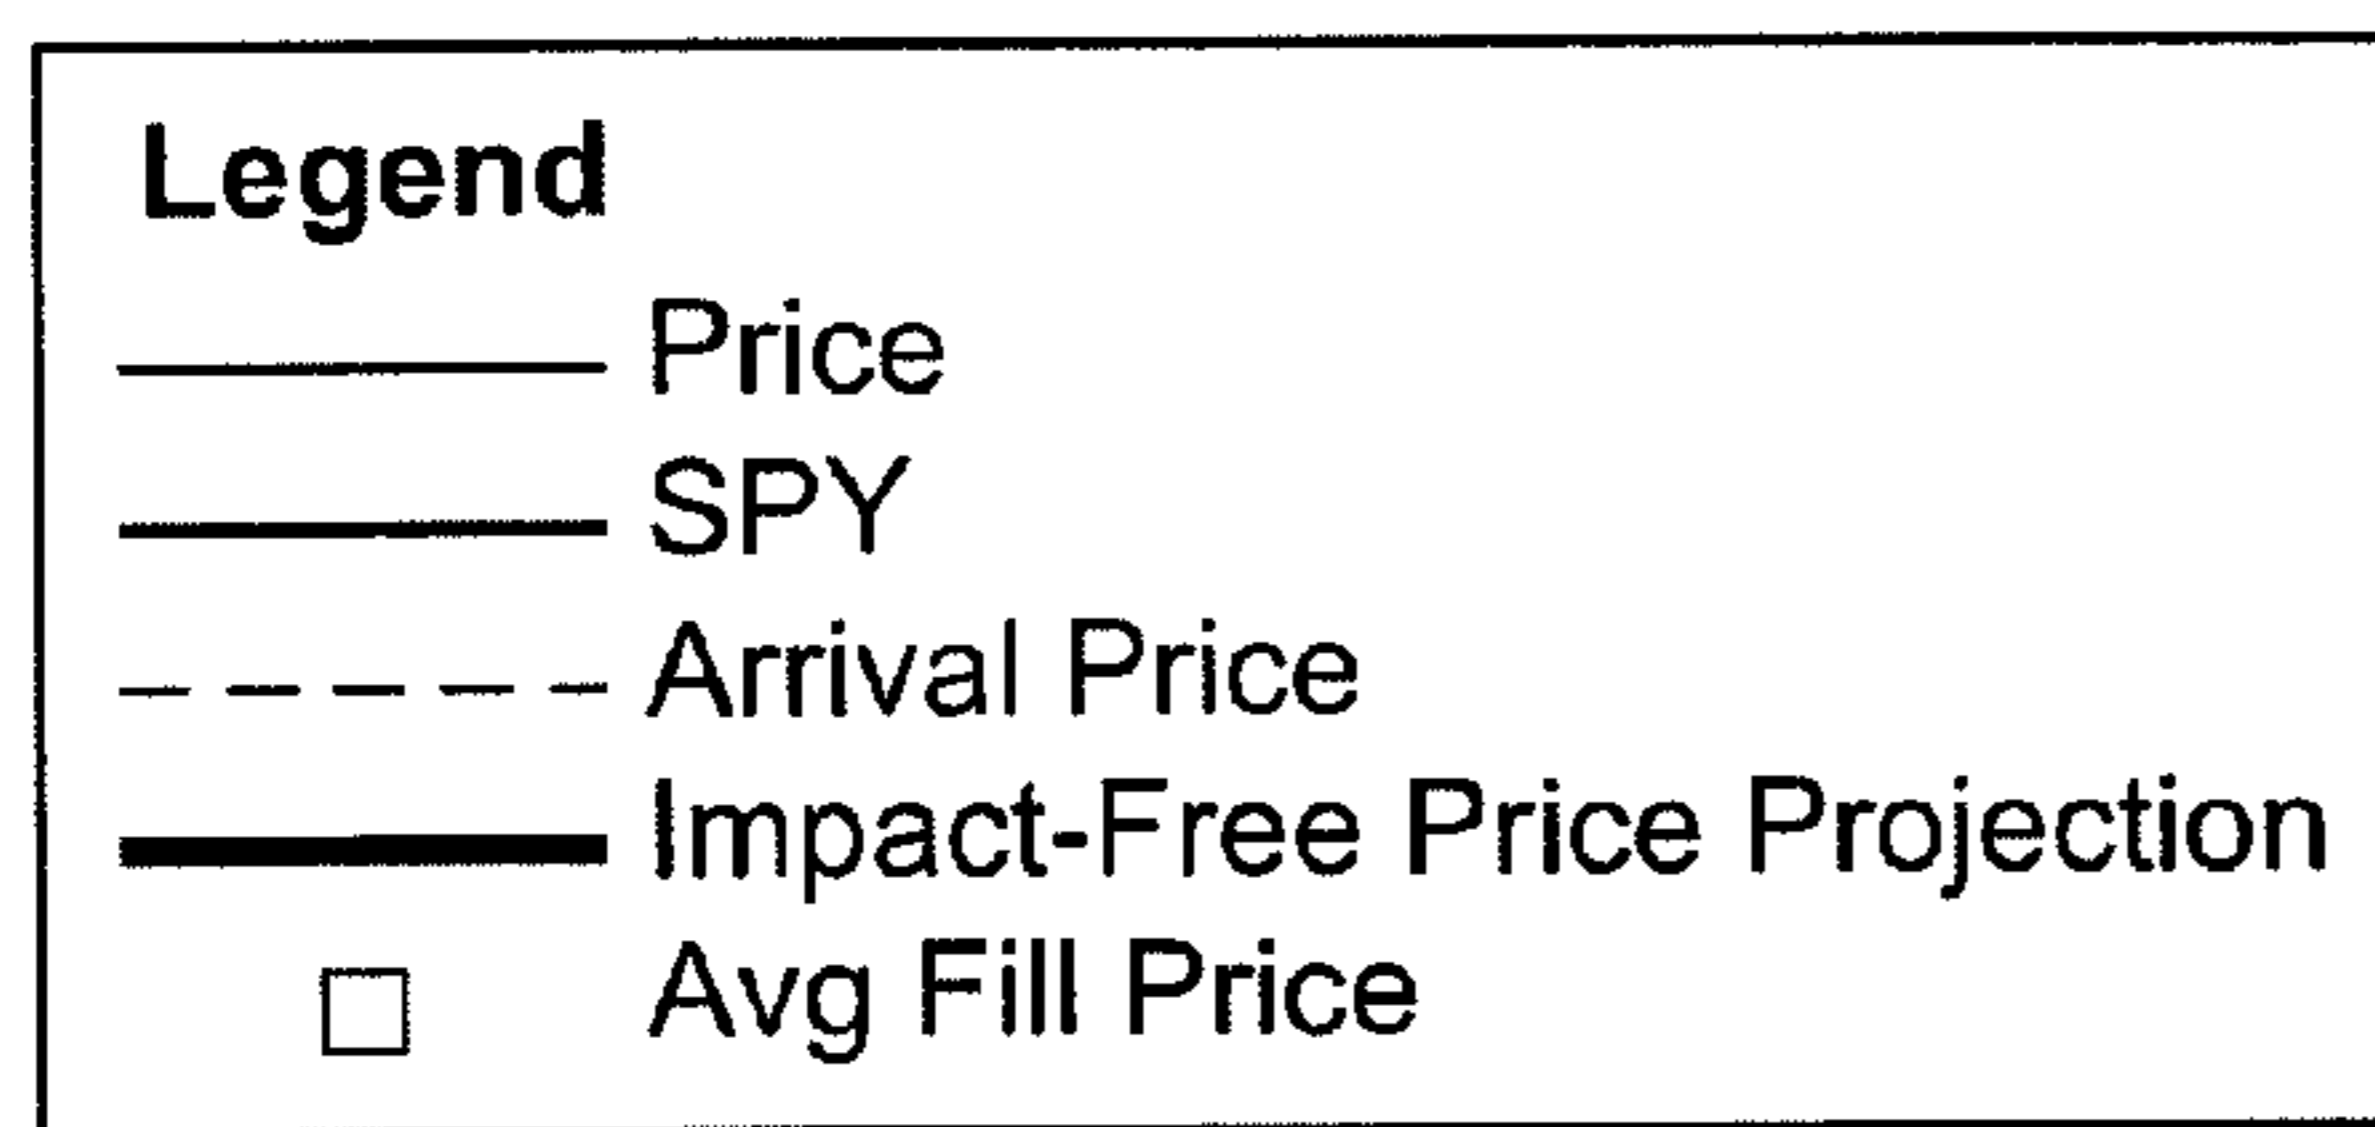 Legend
Price
SPY
Arrival Price
Impact-Free Price Projection
Avg Fill Price